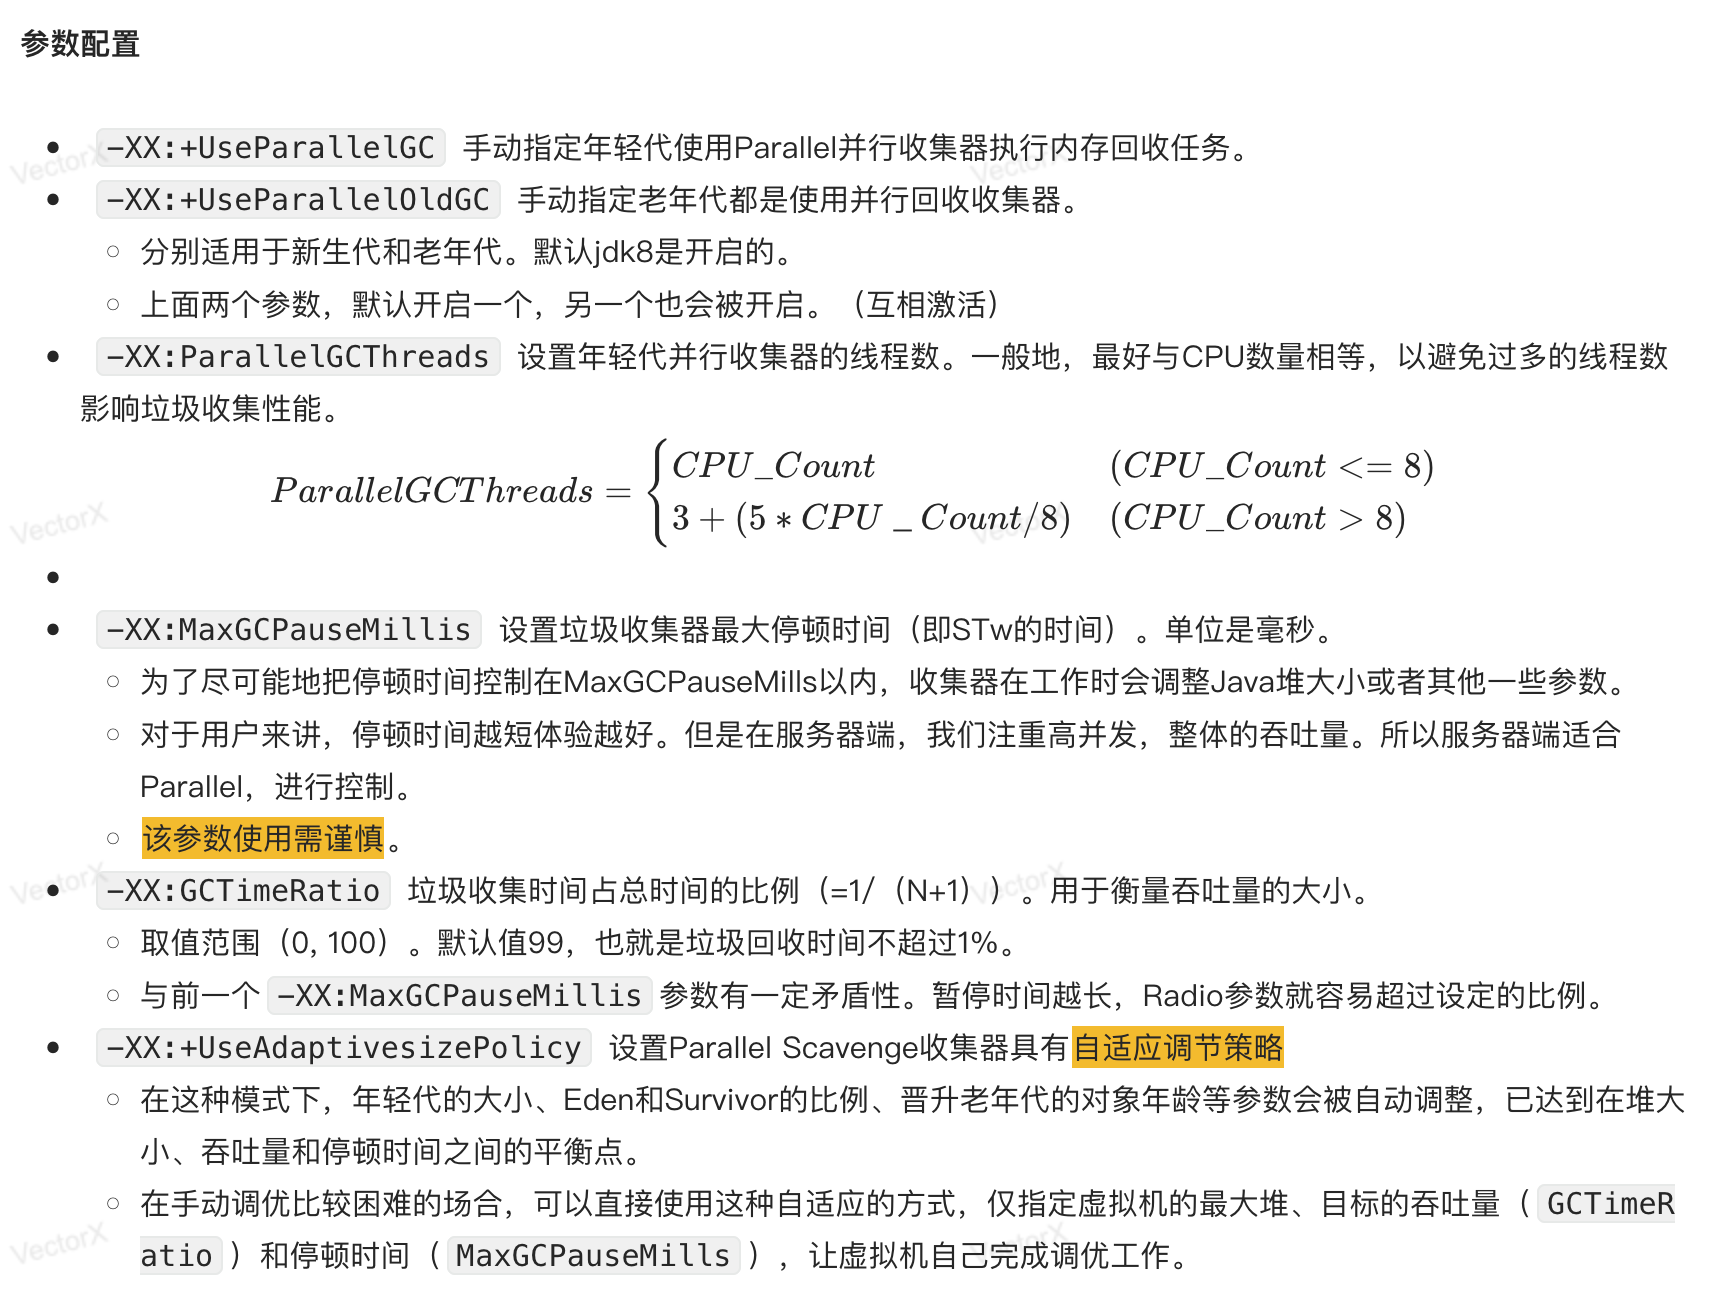 参数配置
-XX:+UseParallelGC 手动指定年轻代使用Parallel并行收集器执行内存回收任务。
-XX:+UseParallelOldGC 手动指定老年代都是使用并行回收收集器。
分别适用于新生代和老年代。默认jdk8是开启的。
上面两个参数，默认开启一个，另一个也会被开启。（互相激活）
-XX:ParallelGCThreads 设置年轻代并行收集器的线程数。一般地，最好与CPU数量相等，以避免过多的线程数
影响垃圾收集性能。
ParallelGCThreads = { CPU_Count (CPU_Count <= 8)
3 + (5 * CPU _ Count/8) (CPU_Count > 8)
-XX:MaxGCPauseMillis 设置垃圾收集器最大停顿时间（即STw的时间）。单位是毫秒。
为了尽可能地把停顿时间控制在MaxGCPauseMills以内，收集器在工作时会调整Java堆大小或者其他一些参数。
对于用户来讲，停顿时间越短体验越好。但是在服务器端，我们注重高并发，整体的吞吐量。所以服务器端适合
Parallel，进行控制。
该参数使用需谨慎。
-XX:GCTimeRatio 垃圾收集时间占总时间的比例（=1/（N+1））。用于衡量吞吐量的大小。
取值范围（0, 100）。默认值99，也就是垃圾回收时间不超过1%。
与前一个 -XX:MaxGCPauseMillis 参数有一定矛盾性。暂停时间越长，Radio参数就容易超过设定的比例。
-XX:+UseAdaptivesizePolicy 设置Parallel Scavenge收集器具有自适应调节策略
在这种模式下，年轻代的大小、Eden和Survivor的比例、晋升老年代的对象年龄等参数会被自动调整，已达到在堆大
小、吞吐量和停顿时间之间的平衡点。
在手动调优比较困难的场合，可以直接使用这种自适应的方式，仅指定虚拟机的最大堆、目标的吞吐量（ GCTimeR
atio ）和停顿时间（ MaxGCPauseMills ），让虚拟机自己完成调优工作。
VectorX
VectorX
VectorX
VectorX
VectorX
VectorX
VectorX
VectorX